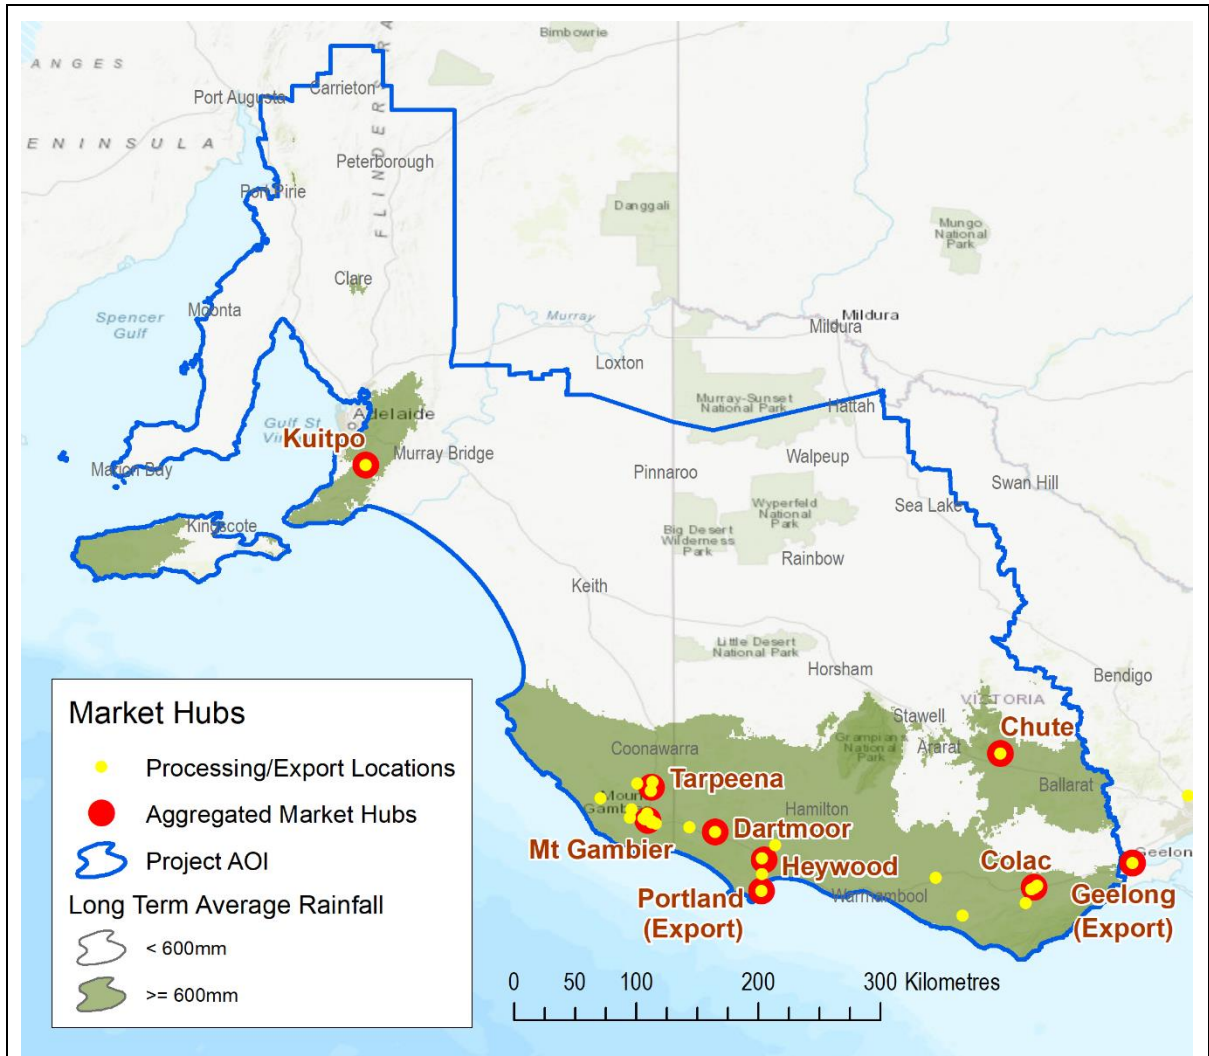 Bimbowrie
ANGES
Port Augusta
Carrieton
FLINDERS RA
PENINSULA
Peterborough
Port Pirie
Danggali
Mungo
National
Park
Clare
Moonta
Spencer
Gulf
Murray
Mildura
Mildura
Loxton
Murray-Sunset
National Park
Hattah
Adelaide
Gulf St
Kuitpo
Murray Bridge
Marion Bay
Pinnaroo
Walpeup
Swan Hill
Sea Lake
Wyperfeld
National
Park
Big Desert
Wilderness
Park
Rainbow
Kingscote
Keith
Little Desert
National Park
Horsham
Bendigo
VICTORIA
Stawell
Chute
Coonawarra
Grampians
National
Park
Ararat
Ballarat
Tarpeena
Mount
Gambier
Hamilton
Dartmoor
Mt Gambier
Heywood
Colac
Geelon
Portland
(Export)
Warrnambool
Geelong
(Export)
Market Hubs
Processing/Export Locations
Aggregated Market Hubs
Project AOI
Long Term Average Rainfall
< 600mm
>= 600mm
0 50 100 200 300 Kilometres